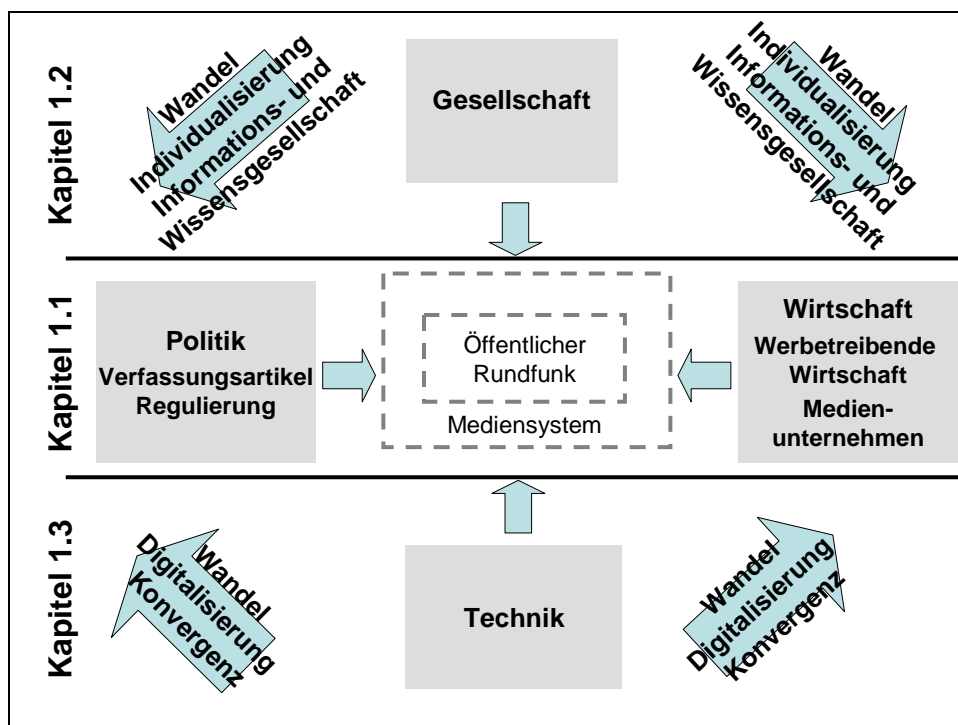 Kapitel 1.2
Wandel
Individualisierung
Informations- und
Wissensgesellschaft
Gesellschaft
Wandel
Individualisierung
Informations- und
Wissensgesellschaft
Kapitel 1.1
Politik
Verfassungsartikel
Regulierung
Öffentlicher
Rundfunk
Mediensystem
Wirtschaft
Werbetreibende
Wirtschaft
Medien-
unternehmen
Kapitel 1.3
Wandel
Digitalisierung
Konvergenz
Technik
Wandel
Digitalisierung
Konvergenz